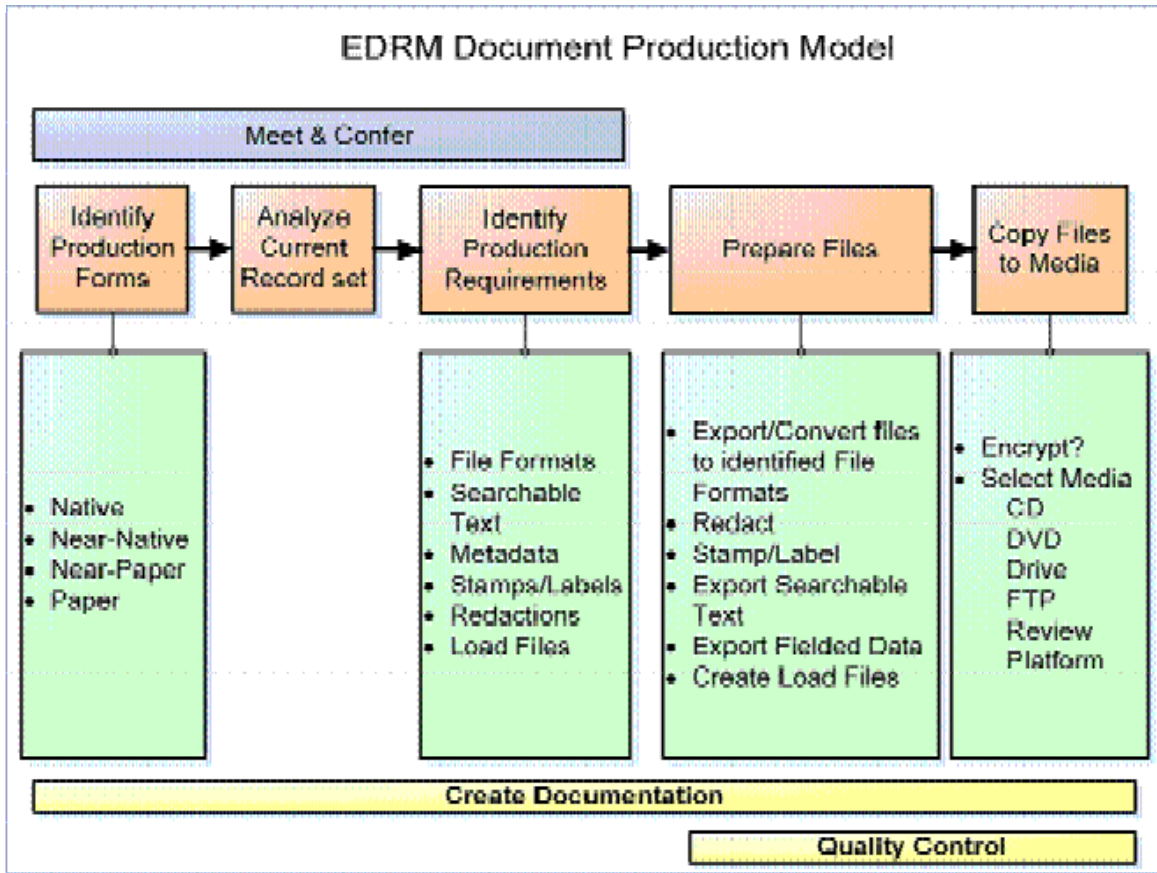 EDRM Document Production Model
Meet & Confer
Identify
Production
Forms
Analyze
Current
Record set
Identify
Production
Requirements
Prepare Files
Copy Files
to Media
• Native
• Near-Native
• Near-Paper
• Paper
• File Formats
• Searchable
Text
• Metadata
• Stamps/Labels
• Redactions
• Load Files
• Export/Convert files
to identified File
Formats
• Redact
• Stamp/Label
• Export Searchable
Text
• Export Fielded Data
• Create Load Files
• Encrypt?
• Select Media
CD
DVD
Drive
FTP
Review
Platform
Create Documentation
Quality Control